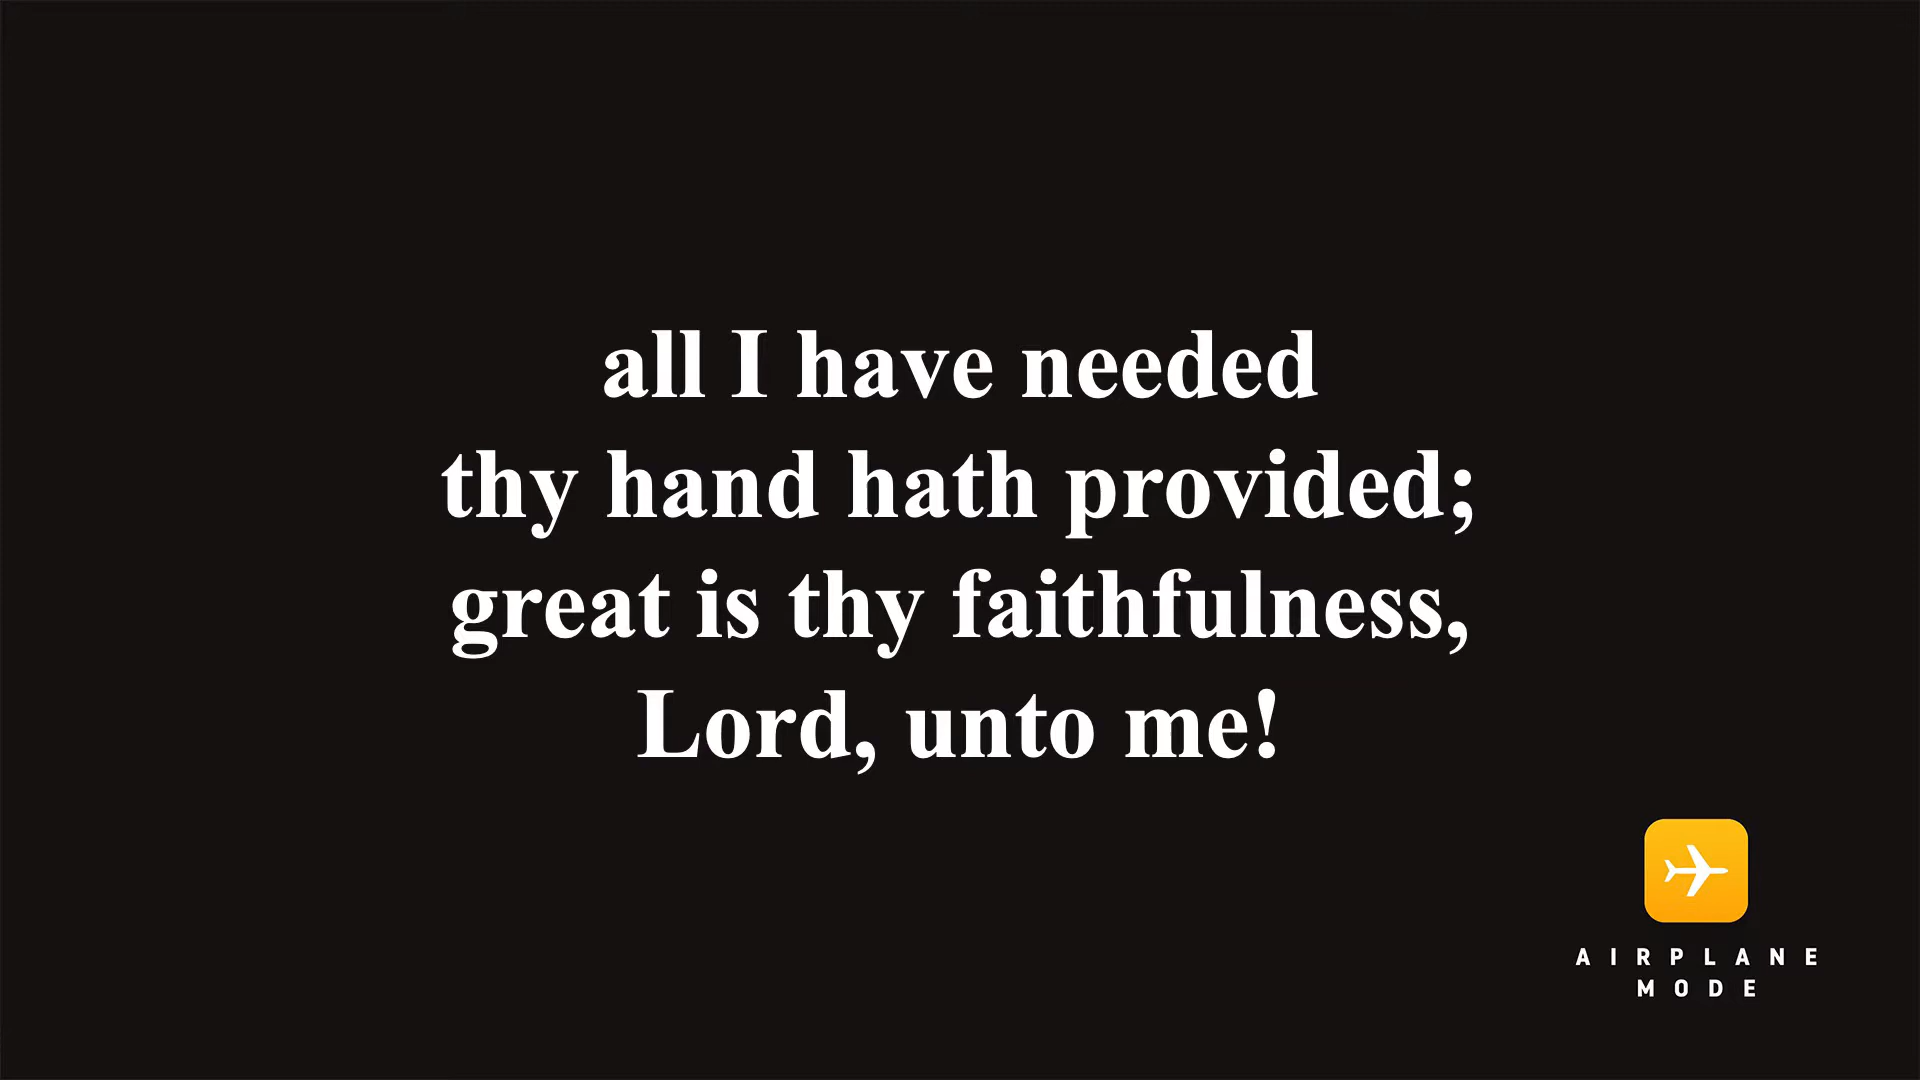 all I have needed
thy hand hath provided;
great is thy faithfulness,
Lord, unto me!
AIRPLANE
MODE